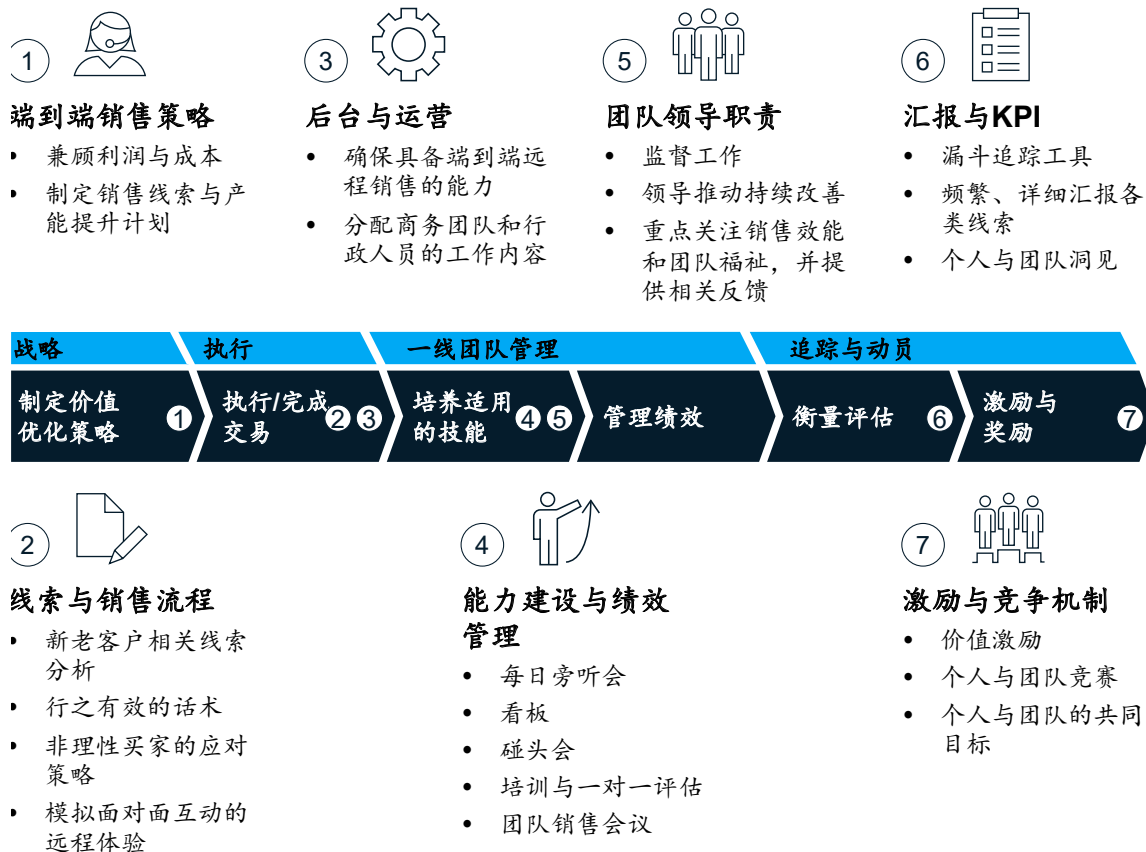 1
端到端销售策略
• 兼顾利润与成本
• 制定销售线索与产
能提升计划
3
后台与运营
• 确保具备端到端远
程销售的能力
• 分配商务团队和行
政人员的工作内容
5
团队领导职责
• 监督工作
• 领导推动持续改善
• 重点关注销售效能
和团队福祉，并提
供相关反馈
6
汇报与KPI
• 漏斗追踪工具
• 频繁、详细汇报各
类线索
• 个人与团队洞见
战略
执行
一线团队管理
追踪与动员
制定价值
优化策略
1
执行/完成
交易
2 3
培养适用
的技能
4 5
管理绩效
衡量评估
6
激励与
奖励
7
2
线索与销售流程
• 新老客户相关线索
分析
• 行之有效的话术
• 非理性买家的应对
策略
• 模拟面对面互动的
远程体验
4
能力建设与绩效
管理
• 每日旁听会
• 看板
• 碰头会
• 培训与一对一评估
• 团队销售会议
7
激励与竞争机制
• 价值激励
• 个人与团队竞赛
• 个人与团队的共同
目标